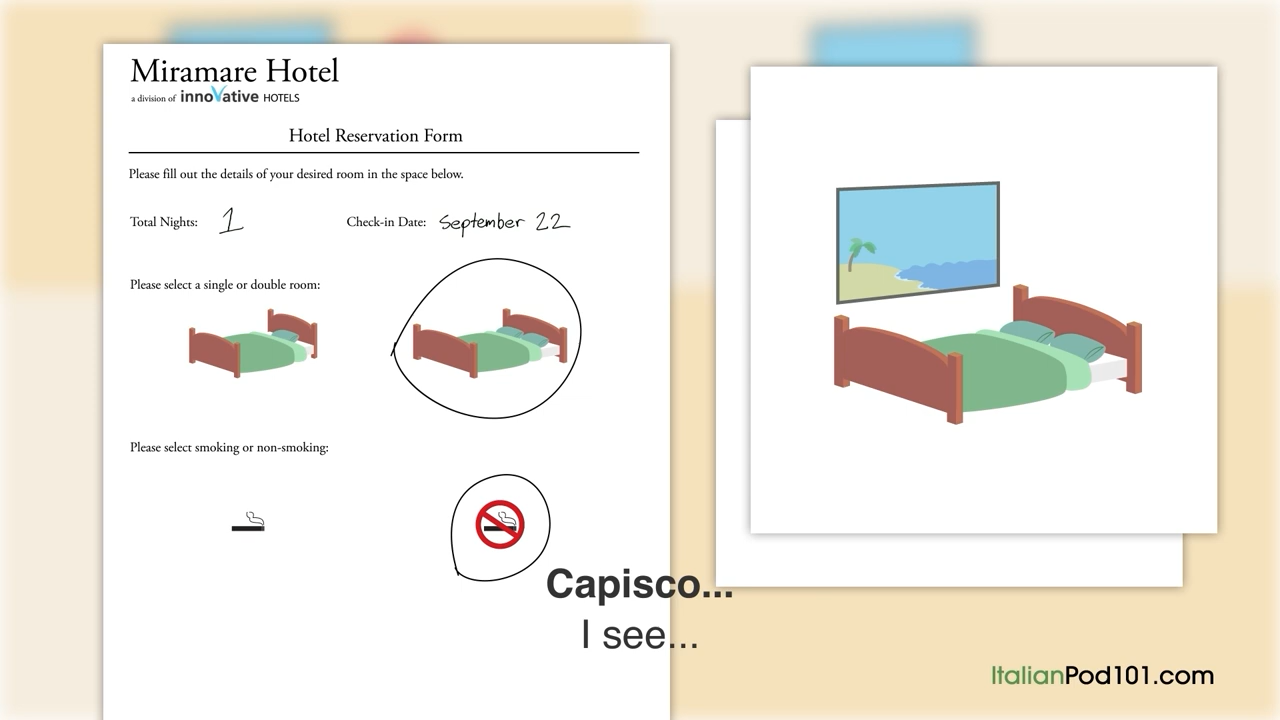 Miramare Hotel
a division of innoVative HOTELS
Hotel Reservation Form
Please fill out the details of your desired room in the space below.
Total Nights: 1 Check-in Date: September 22
Please select a single or double room:
Please select smoking or non-smoking:
Capisco...
I see...
ItalianPod101.com